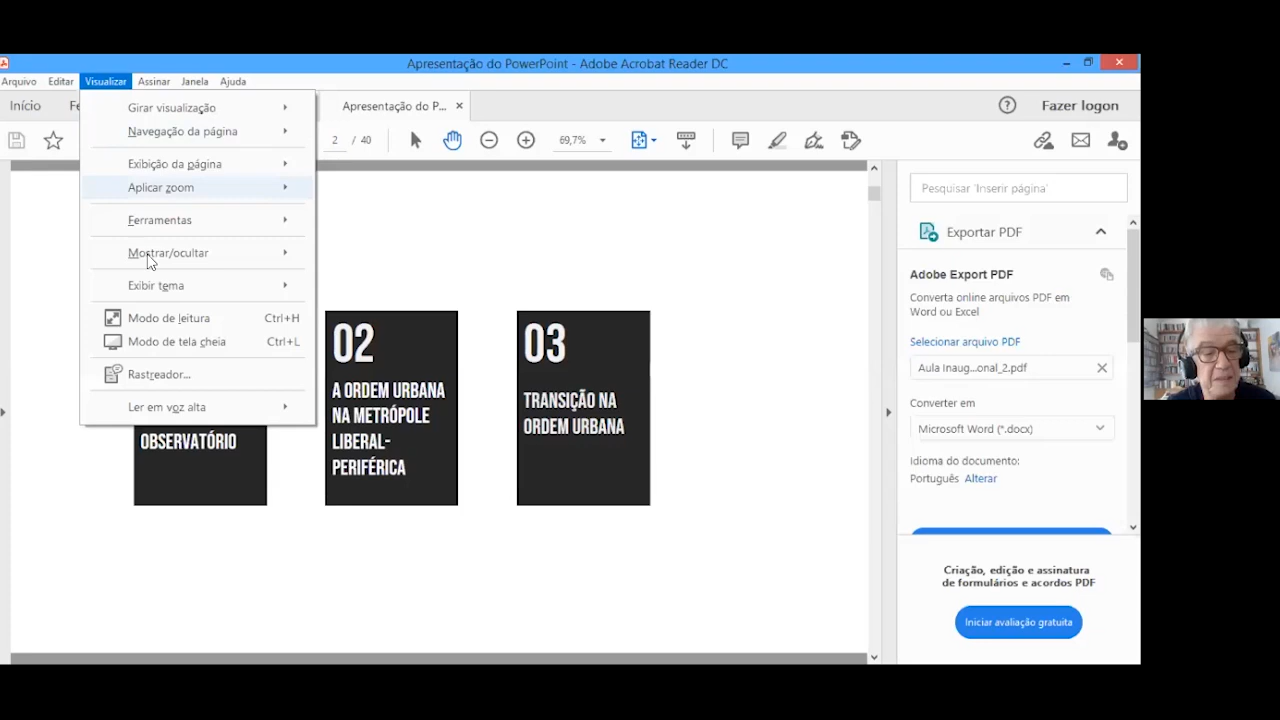 Apresentação do PowerPoint - Adobe Acrobat Reader DC
Arquivo Editar Visualizar Assinar Janela Ajuda
Início Fe Apresentação do P... Fazer logon
2 / 40 69,7%
Girar visualização
Navegação da página
Exibição da página
Aplicar zoom
Ferramentas
Mostrar/ocultar
Exibir tema
Modo de leitura Ctrl+H
Modo de tela cheia Ctrl+L
Rastreador...
Ler em voz alta
OBSERVATÓRIO
02
A ORDEM URBANA
NA METRÓPOLE
LIBERAL-
PERIFÉRICA
03
TRANSIÇÃO NA
ORDEM URBANA
Pesquisar 'Inserir página'
Exportar PDF
Adobe Export PDF
Converta online arquivos PDF em
Word ou Excel
Selecionar arquivo PDF
Aula Inaug...onal_2.pdf
Converter em
Microsoft Word (*.docx)
Idioma do documento:
Português Alterar
Criação, edição e assinatura
de formulários e acordos PDF
Iniciar avaliação gratuita